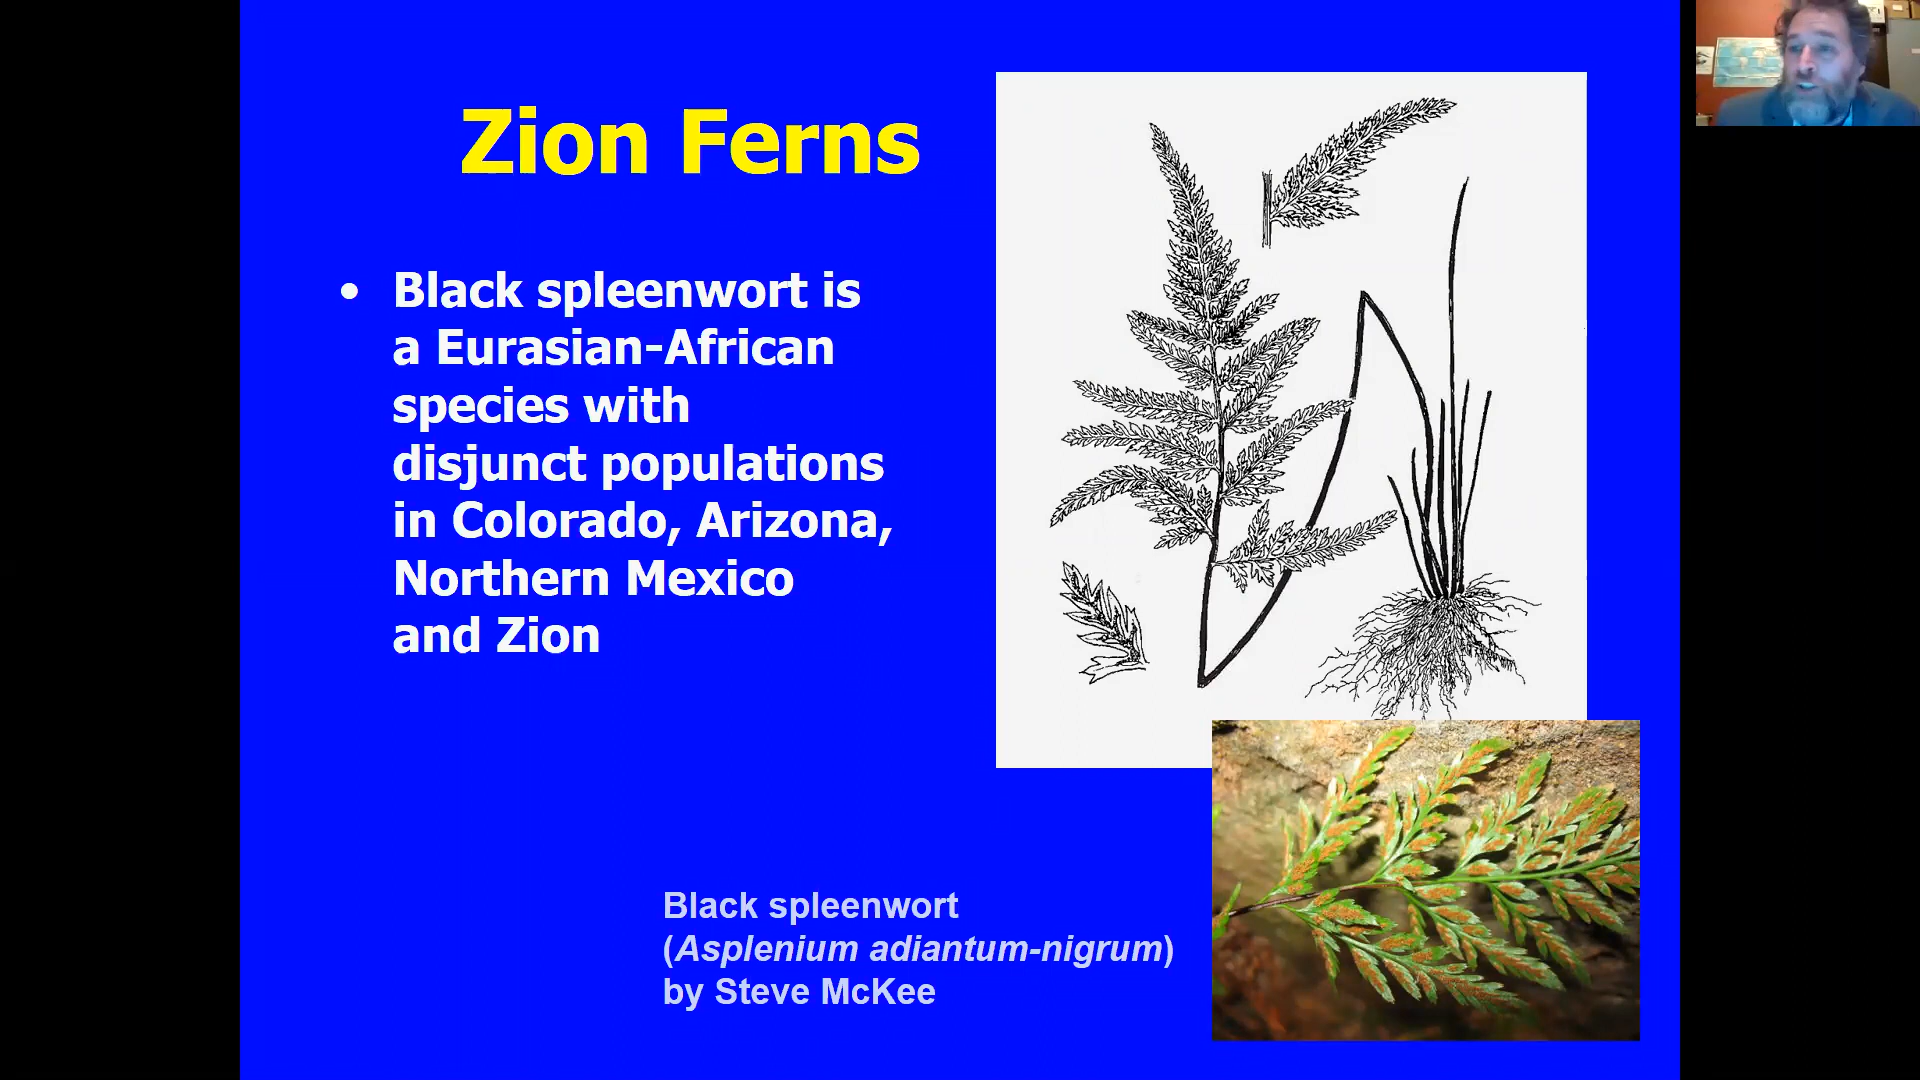 Zion Ferns
• Black spleenwort is
a Eurasian-African
species with
disjunct populations
in Colorado, Arizona,
Northern Mexico
and Zion
Black spleenwort
(Asplenium adiantum-nigrum)
by Steve McKee